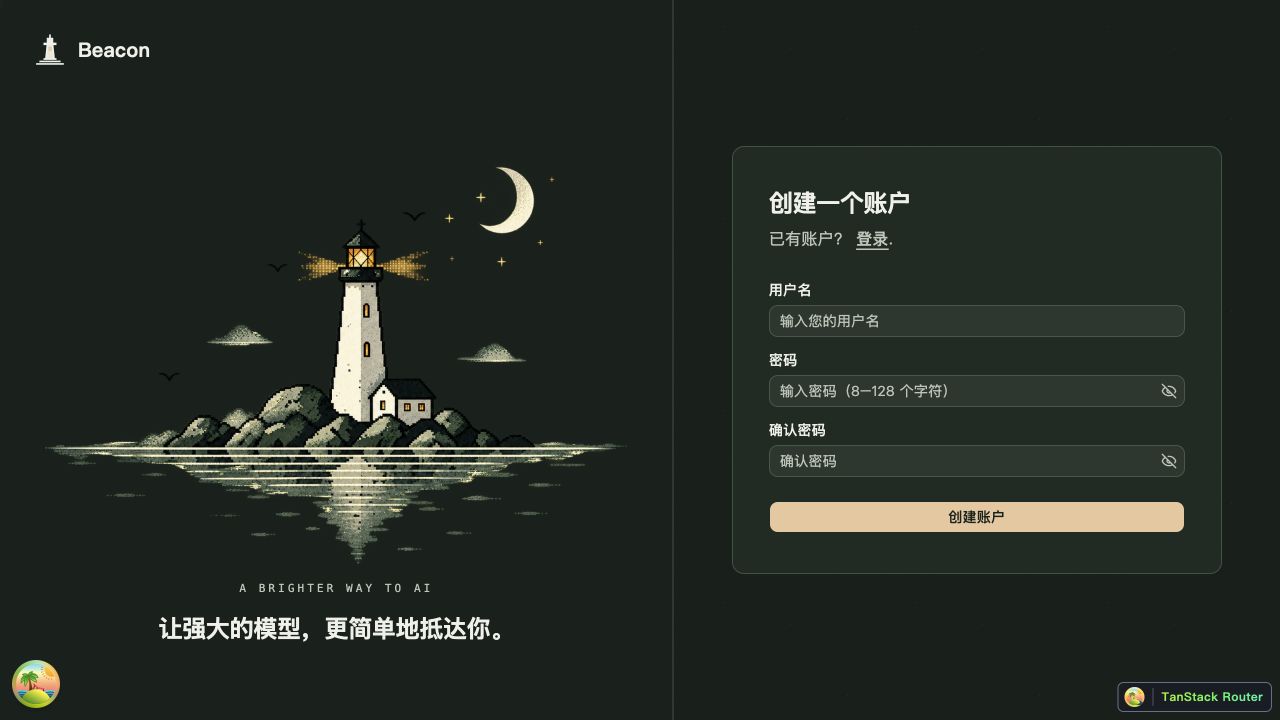 Beacon
A BRIGHTER WAY TO AI
让强大的模型，更简单地抵达你。
创建一个账户
已有账户？ 登录.
用户名
输入您的用户名
密码
输入密码（8–128 个字符）
确认密码
确认密码
创建账户
TanStack Router